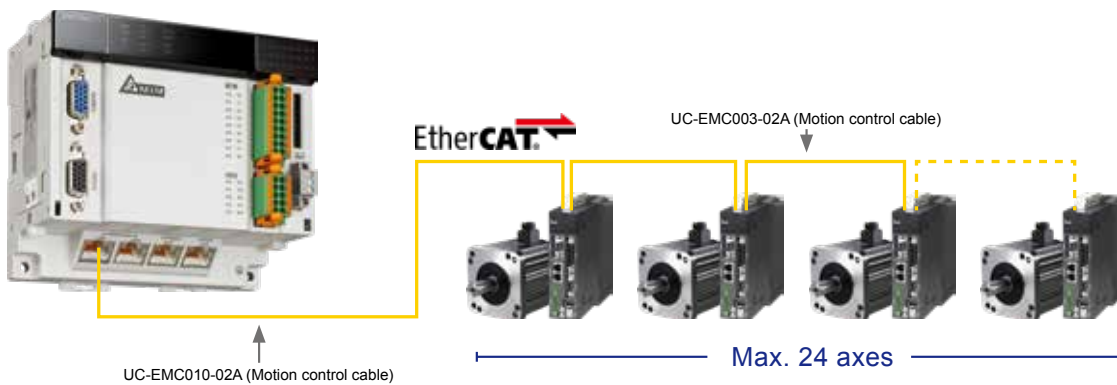 EtherCAT®
UC-EMC003-02A (Motion control cable)
Max. 24 axes
UC-EMC010-02A (Motion control cable)